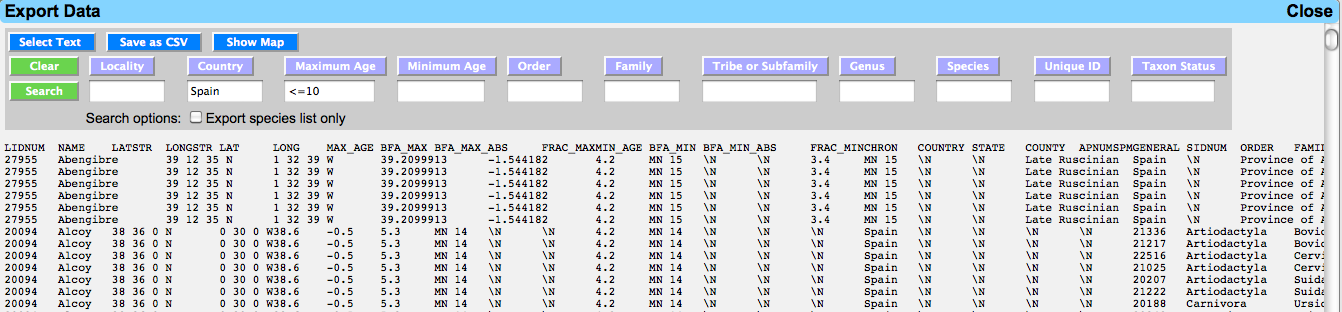 Export Data Close
Select Text Save as CSV Show Map
Clear Locality Country Maximum Age Minimum Age Order Family Tribe or Subfamily Genus Species Unique ID Taxon Status
Search Spain <=10
Search options: Export species list only
LIDNUM NAME LATSTR LONGSTR LAT LONG MAX_AGE BFA_MAX BFA_MAX_ABS FRAC_MAXMIN_AGE BFA_MIN BFA_MIN_ABS FRAC_MINCHRON COUNTRY STATE COUNTY APNUMSPMGENERAL SIDNUM ORDER FAMIL
27955 Abengibre 39 12 35 N 1 32 39 W 39.2099913 -1.544182 4.2 MN 15 \N \N 3.4 MN 15 \N \N Late Ruscinian Spain \N Province of A
27955 Abengibre 39 12 35 N 1 32 39 W 39.2099913 -1.544182 4.2 MN 15 \N \N 3.4 MN 15 \N \N Late Ruscinian Spain \N Province of A
27955 Abengibre 39 12 35 N 1 32 39 W 39.2099913 -1.544182 4.2 MN 15 \N \N 3.4 MN 15 \N \N Late Ruscinian Spain \N Province of A
27955 Abengibre 39 12 35 N 1 32 39 W 39.2099913 -1.544182 4.2 MN 15 \N \N 3.4 MN 15 \N \N Late Ruscinian Spain \N Province of A
27955 Abengibre 39 12 35 N 1 32 39 W 39.2099913 -1.544182 4.2 MN 15 \N \N 3.4 MN 15 \N \N Late Ruscinian Spain \N Province of A
27955 Abengibre 39 12 35 N 1 32 39 W 39.2099913 -1.544182 4.2 MN 15 \N \N 3.4 MN 15 \N \N Late Ruscinian Spain \N Province of A
20094 Alcoy 38 36 0 N 0 30 0 W38.6 -0.5 5.3 MN 14 \N \N 4.2 MN 14 \N \N \N Spain \N \N \N 21336 Artiodactyla Bovid
20094 Alcoy 38 36 0 N 0 30 0 W38.6 -0.5 5.3 MN 14 \N \N 4.2 MN 14 \N \N \N Spain \N \N \N 21217 Artiodactyla Bovid
20094 Alcoy 38 36 0 N 0 30 0 W38.6 -0.5 5.3 MN 14 \N \N 4.2 MN 14 \N \N \N Spain \N \N \N 22516 Artiodactyla Cervi
20094 Alcoy 38 36 0 N 0 30 0 W38.6 -0.5 5.3 MN 14 \N \N 4.2 MN 14 \N \N \N Spain \N \N \N 21025 Artiodactyla Cervi
20094 Alcoy 38 36 0 N 0 30 0 W38.6 -0.5 5.3 MN 14 \N \N 4.2 MN 14 \N \N \N Spain \N \N \N 20207 Artiodactyla Suida
20094 Alcoy 38 36 0 N 0 30 0 W38.6 -0.5 5.3 MN 14 \N \N 4.2 MN 14 \N \N \N Spain \N \N \N 21222 Artiodactyla Suida
20094 Alcoy 38 36 0 N 0 30 0 W38.6 -0.5 5.3 MN 14 \N \N 4.2 MN 14 \N \N \N Spain \N \N \N 20188 Carnivora Ursid